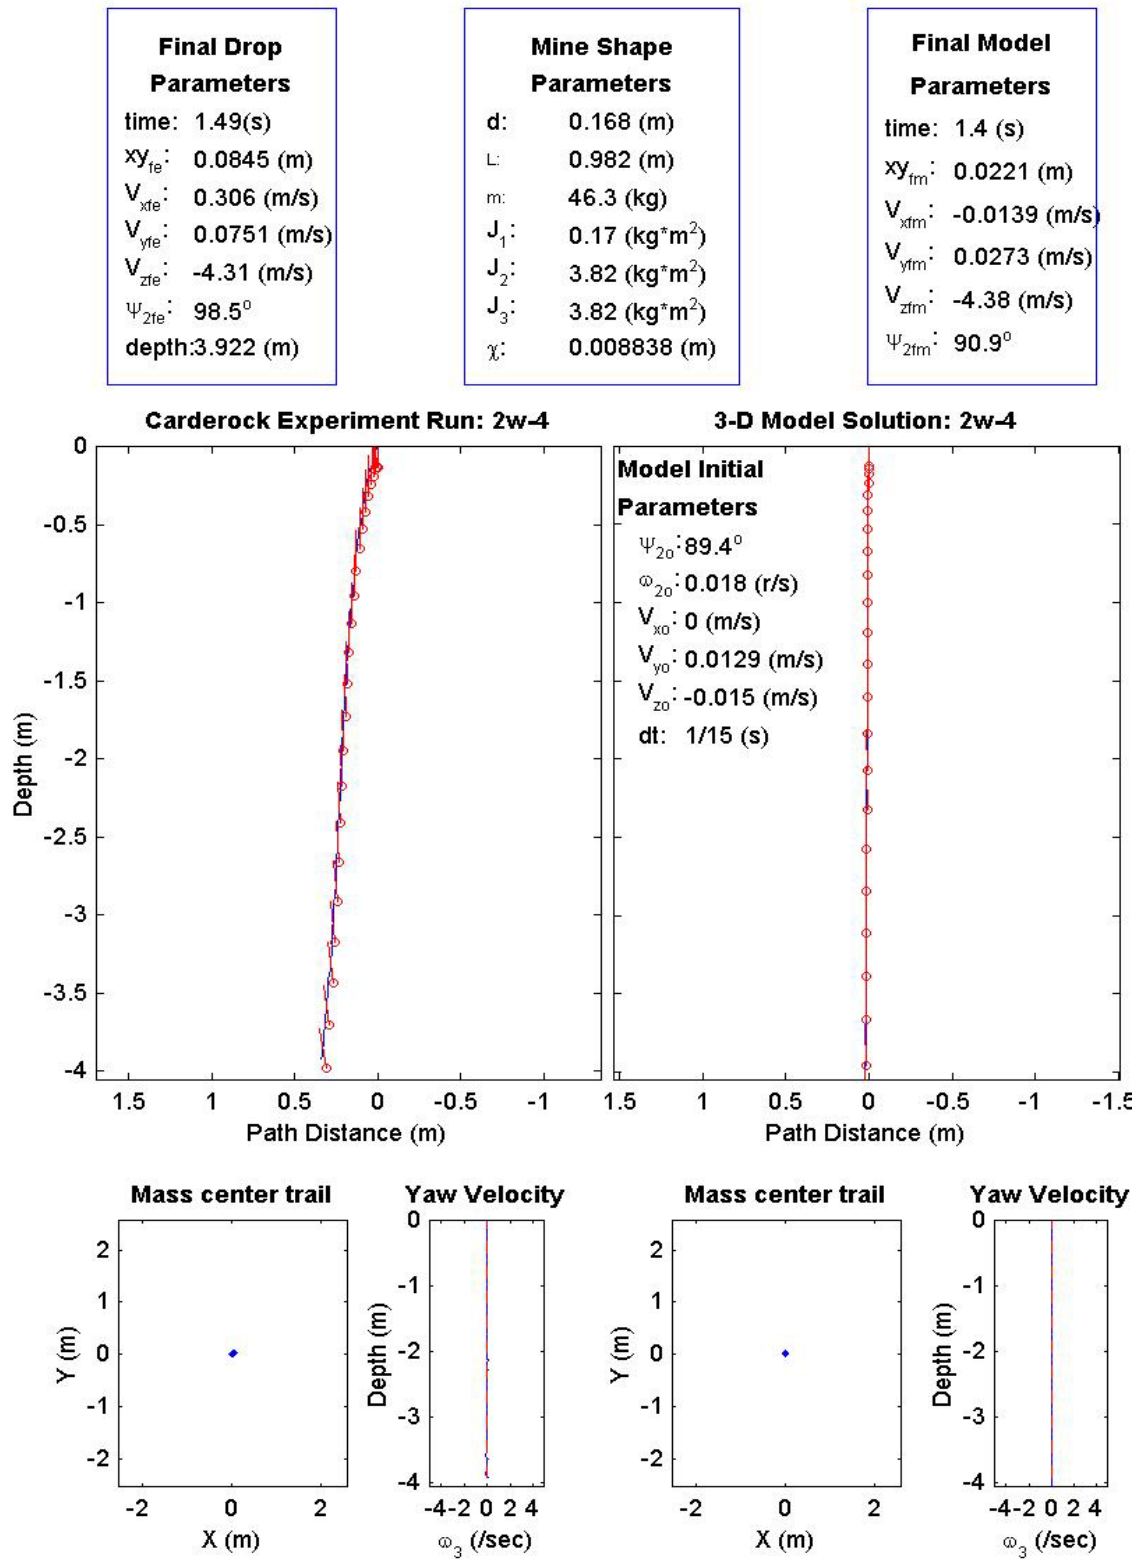 Final Drop
Parameters
time: 1.49(s)
xy_fe: 0.0845 (m)
V_xfe: 0.306 (m/s)
V_yfe: 0.0751 (m/s)
V_zfe: -4.31 (m/s)
Ψ_2fe: 98.5°
depth:3.922 (m)
Mine Shape
Parameters
d: 0.168 (m)
L: 0.982 (m)
m: 46.3 (kg)
J_1: 0.17 (kg*m²)
J_2: 3.82 (kg*m²)
J_3: 3.82 (kg*m²)
χ: 0.008838 (m)
Final Model
Parameters
time: 1.4 (s)
xy_fm: 0.0221 (m)
V_xfm: -0.0139 (m/s)
V_yfm: 0.0273 (m/s)
V_zfm: -4.38 (m/s)
Ψ_2fm: 90.9°
Carderock Experiment Run: 2w-4
0
-0.5
-1
-1.5
-2
-2.5
-3
-3.5
-4
Depth (m)
1.5 1 0.5 0 -0.5 -1
Path Distance (m)
3-D Model Solution: 2w-4
Model Initial
Parameters
Ψ_2o: 89.4°
ω_2o: 0.018 (r/s)
V_xo: 0 (m/s)
V_yo: 0.0129 (m/s)
V_zo: -0.015 (m/s)
dt: 1/15 (s)
1.5 1 0.5 0 -0.5 -1 -1.5
Path Distance (m)
Mass center trail
2
1
0
-1
-2
Y (m)
-2 0 2
X (m)
Yaw Velocity
0
-1
-2
-3
-4
Depth (m)
-4 -2 0 2 4
ω_3 (/sec)
Mass center trail
2
1
0
-1
-2
Y (m)
-2 0 2
X (m)
Yaw Velocity
0
-1
-2
-3
-4
Depth (m)
-4 -2 0 2 4
ω_3 (/sec)